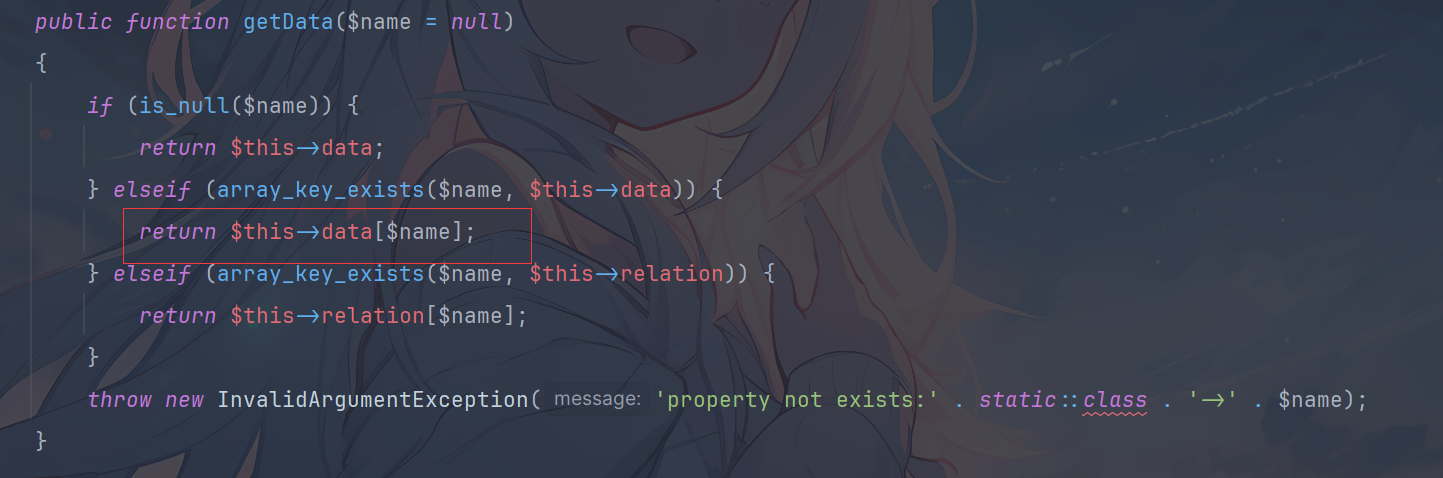 public function getData($name = null)
{
if (is_null($name)) {
return $this->data;
} elseif (array_key_exists($name, $this->data)) {
return $this->data[$name];
} elseif (array_key_exists($name, $this->relation)) {
return $this->relation[$name];
}
throw new InvalidArgumentException( message: 'property not exists:' . static::class . '->' . $name);
}